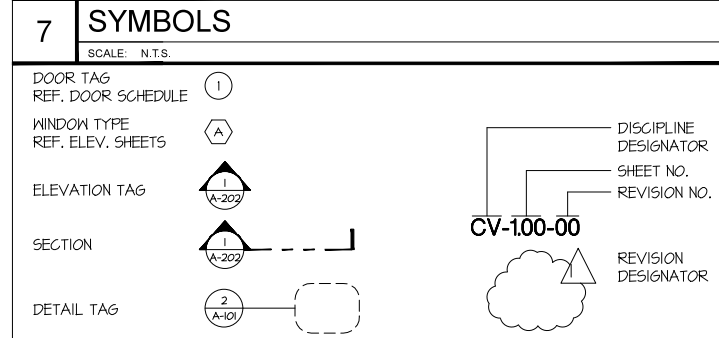 7 SYMBOLS
SCALE: N.T.S.
DOOR TAG
REF. DOOR SCHEDULE
1
WINDOW TYPE
REF. ELEV. SHEETS
A
ELEVATION TAG
1
A-202
SECTION
1
A-202
DETAIL TAG
2
A-101
DISCIPLINE
DESIGNATOR
SHEET NO.
REVISION NO.
CV-1.00-00
REVISION
DESIGNATOR
1